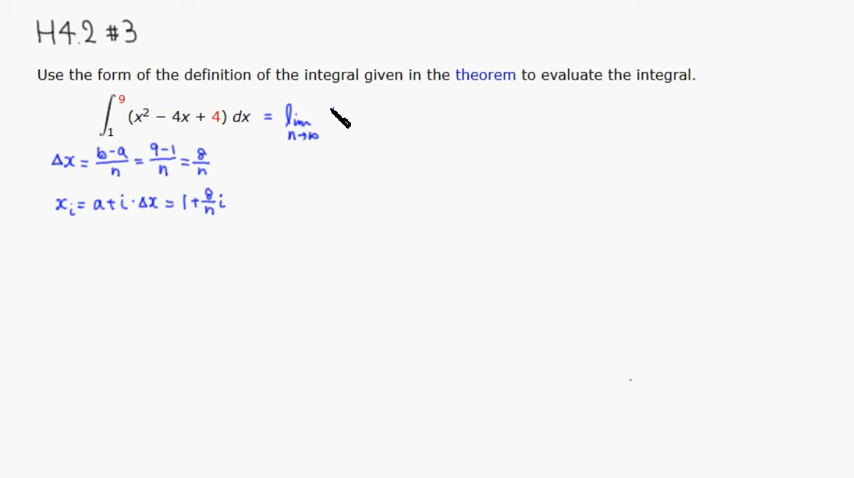 H4.2 #3
Use the form of the definition of the integral given in the theorem to evaluate the integral.
∫₁⁹ (x² − 4x + 4) dx = lim n→∞
Δx = b-a/n = 9-1/n = 8/n
xᵢ = a + i · Δx = 1 + 8/n i